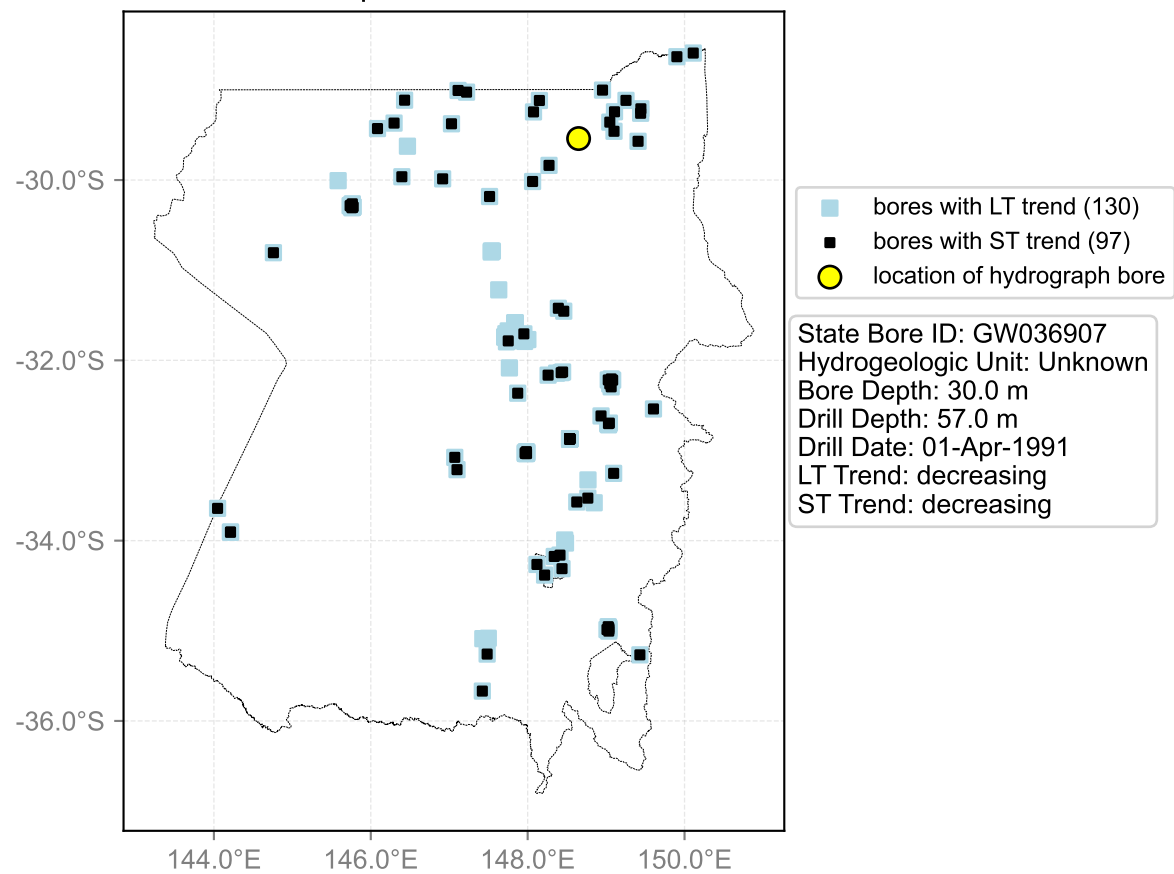 -30.0°S
-32.0°S
-34.0°S
-36.0°S
144.0°E
146.0°E
148.0°E
150.0°E
bores with LT trend (130)
bores with ST trend (97)
location of hydrograph bore
State Bore ID: GW036907
Hydrogeologic Unit: Unknown
Bore Depth: 30.0 m
Drill Depth: 57.0 m
Drill Date: 01-Apr-1991
LT Trend: decreasing
ST Trend: decreasing